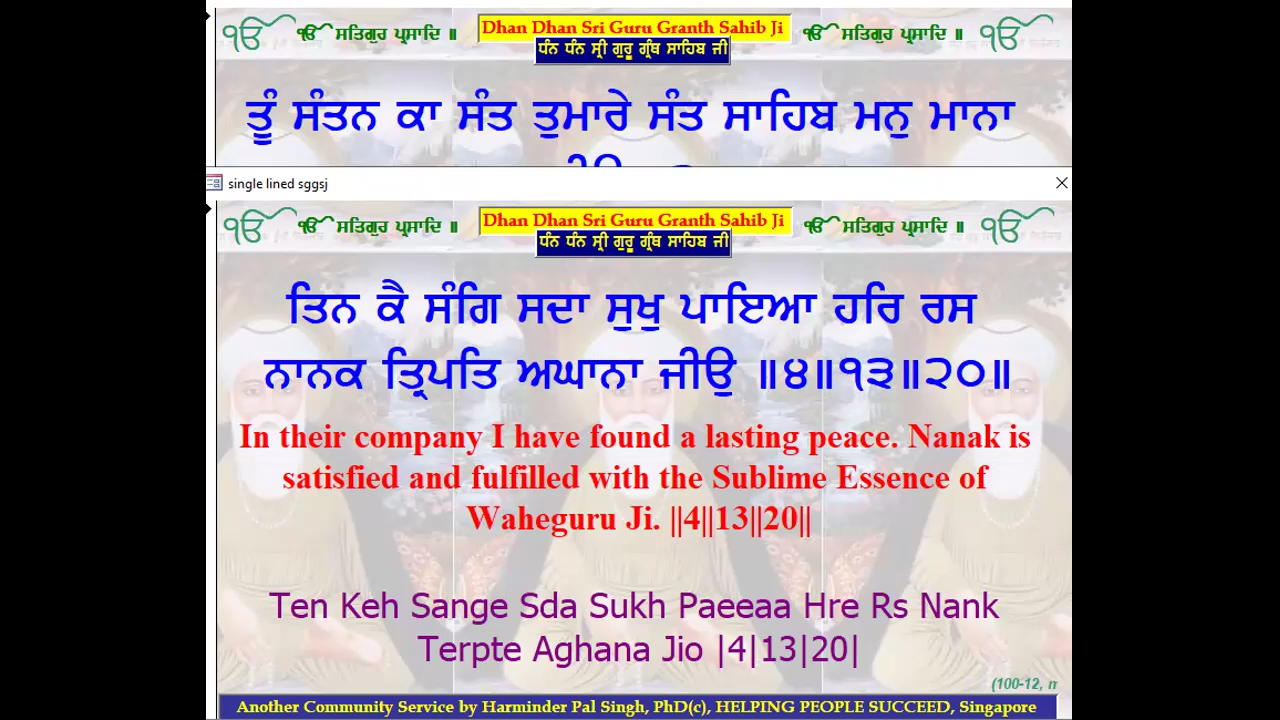 ੴ ੴ ਸਤਿਗੁਰ ਪ੍ਰਸਾਦਿ ॥ Dhan Dhan Sri Guru Granth Sahib Ji ੴ ਸਤਿਗੁਰ ਪ੍ਰਸਾਦਿ ॥ ੴ
ਧੰਨ ਧੰਨ ਸ੍ਰੀ ਗੁਰੂ ਗ੍ਰੰਥ ਸਾਹਿਬ ਜੀ
ਤੂੰ ਸੰਤਨ ਕਾ ਸੰਤ ਤੁਮਾਰੇ ਸੰਤ ਸਾਹਿਬ ਮਨੁ ਮਾਨਾ
single lined sggsj
ੴ ੴ ਸਤਿਗੁਰ ਪ੍ਰਸਾਦਿ ॥ Dhan Dhan Sri Guru Granth Sahib Ji ੴ ਸਤਿਗੁਰ ਪ੍ਰਸਾਦਿ ॥ ੴ
ਧੰਨ ਧੰਨ ਸ੍ਰੀ ਗੁਰੂ ਗ੍ਰੰਥ ਸਾਹਿਬ ਜੀ
ਤਿਨ ਕੈ ਸੰਗਿ ਸਦਾ ਸੁਖੁ ਪਾਇਆ ਹਰਿ ਰਸ
ਨਾਨਕ ਤ੍ਰਿਪਤਿ ਅਘਾਨਾ ਜੀਉ ॥੪॥੧੩॥੨੦॥
In their company I have found a lasting peace. Nanak is
satisfied and fulfilled with the Sublime Essence of
Waheguru Ji. ||4||13||20||
Ten Keh Sange Sda Sukh Paeeaa Hre Rs Nank
Terpte Aghana Jio |4|13|20|
(100-12, 
Another Community Service by Harminder Pal Singh, PhD(c), HELPING PEOPLE SUCCEED, Singapore